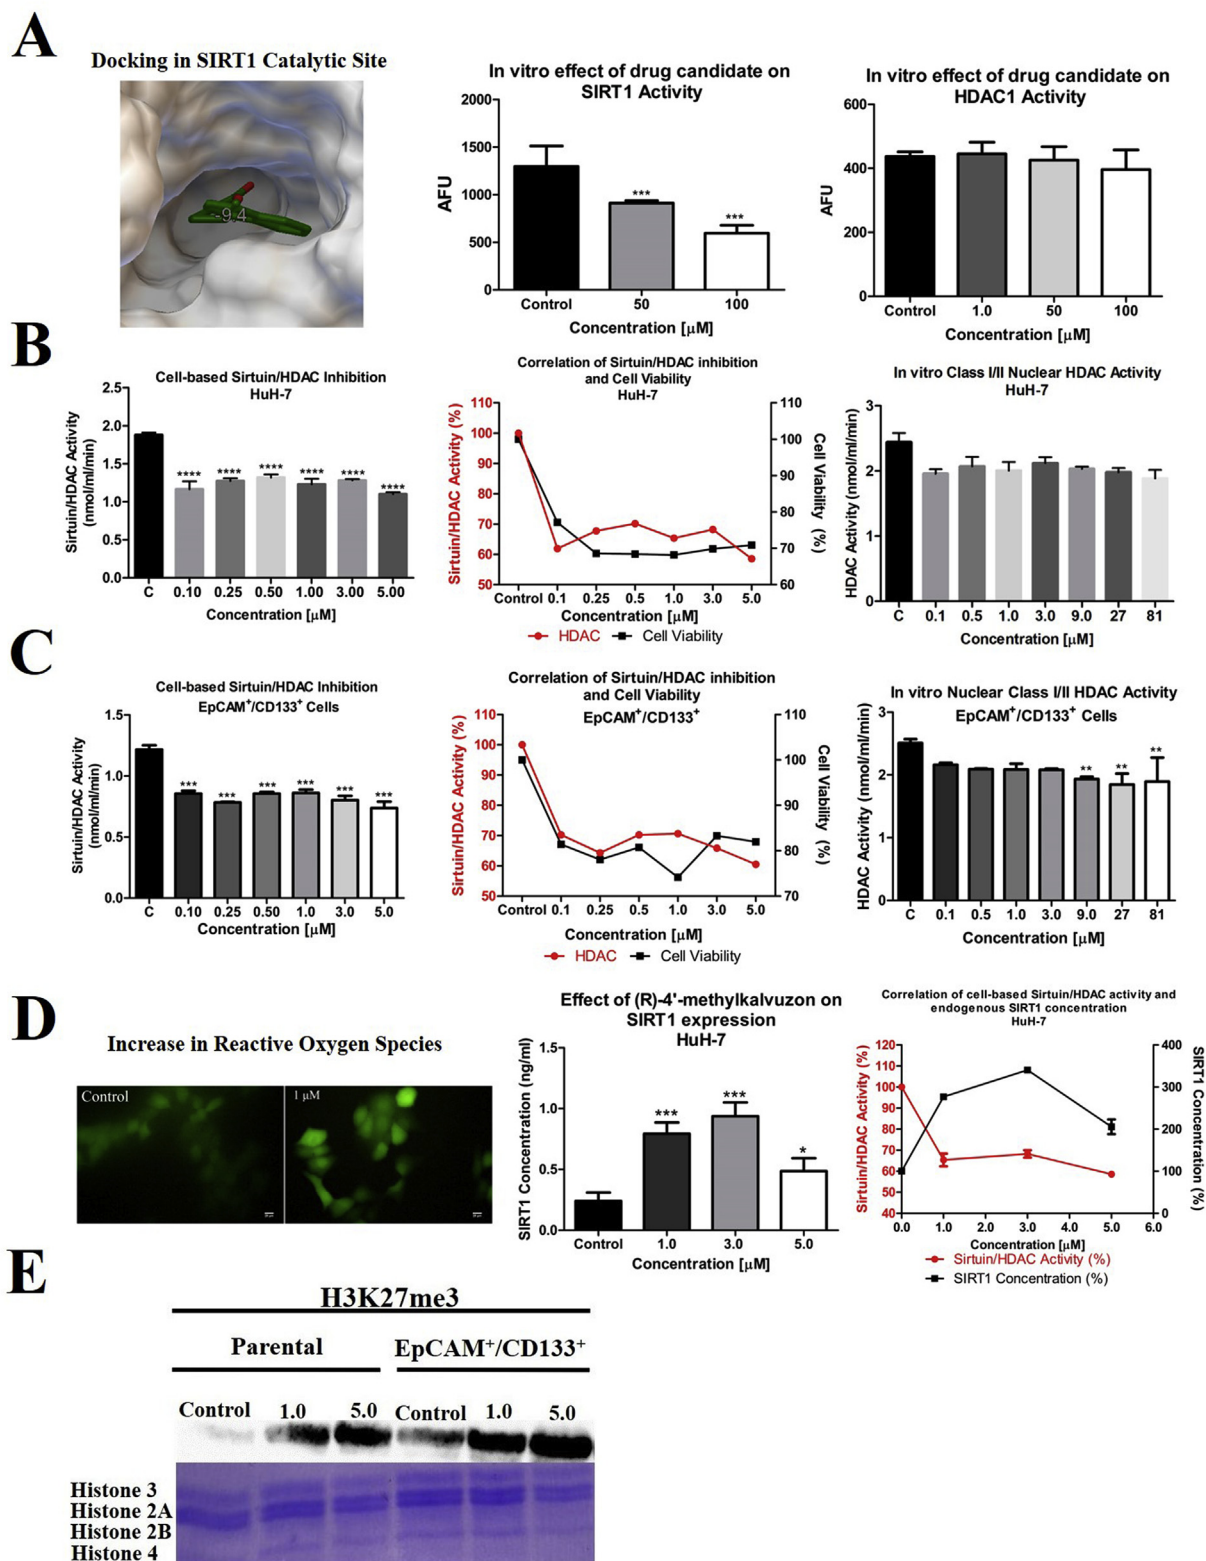 A
Docking in SIRT1 Catalytic Site
-9.4
In vitro effect of drug candidate on
SIRT1 Activity
AFU
2000
1500
1000
500
0
***
***
Control 50 100
Concentration [µM]
In vitro effect of drug candidate on
HDAC1 Activity
AFU
600
400
200
0
Control 1.0 50 100
Concentration [µM]
B
Cell-based Sirtuin/HDAC Inhibition
HuH-7
Sirtuin/HDAC Activity
(nmol/ml/min)
2.5
2.0
1.5
1.0
0.5
0.0
**** **** **** **** **** ****
C 0.10 0.25 0.50 1.00 3.00 5.00
Concentration [µM]
Correlation of Sirtuin/HDAC inhibition
and Cell Viability
HuH-7
Sirtuin/HDAC Activity (%)
110
100
90
80
70
60
50
110
100
90
80
70
60
Cell Viability (%)
Control 0.1 0.25 0.5 1.0 3.0 5.0
Concentration [µM]
HDAC Cell Viability
In vitro Class I/II Nuclear HDAC Activity
HuH-7
HDAC Activity (nmol/ml/min)
3
2
1
0
C 0.1 0.5 1.0 3.0 9.0 27 81
Concentration [µM]
C
Cell-based Sirtuin/HDAC Inhibition
EpCAM+/CD133+ Cells
Sirtuin/HDAC Activity
(nmol/ml/min)
1.5
1.0
0.5
0.0
*** *** *** *** *** ***
C 0.10 0.25 0.50 1.0 3.0 5.0
Concentration [µM]
Correlation of Sirtuin/HDAC inhibition
and Cell Viability
EpCAM+/CD133+
Sirtuin/HDAC Activity (%)
110
100
90
80
70
60
50
110
100
90
80
70
Cell Viability (%)
Control 0.1 0.25 0.5 1.0 3.0 5.0
Concentration [µM]
HDAC Cell Viability
In vitro Nuclear Class I/II HDAC Activity
EpCAM+/CD133+ Cells
HDAC Activity (nmol/ml/min)
3
2
1
0
** ** **
C 0.1 0.5 1.0 3.0 9.0 27 81
Concentration [µM]
D
Increase in Reactive Oxygen Species
Control
1 µM
Effect of (R)-4'-methylkalvuzon on
SIRT1 expression
HuH-7
SIRT1 Concentration (ng/ml)
1.5
1.0
0.5
0.0
*** *** *
Control 1.0 3.0 5.0
Concentration [µM]
Correlation of cell-based Sirtuin/HDAC activity and
endogenous SIRT1 concentration
HuH-7
Sirtuin/HDAC Activity (%)
120
110
100
90
80
70
60
50
40
400
300
200
100
0
SIRT1 Concentration (%)
0.0 1.0 2.0 3.0 4.0 5.0 6.0
Concentration [µM]
Sirtuin/HDAC Activity (%)
SIRT1 Concentration (%)
E
H3K27me3
Parental EpCAM+/CD133+
Control 1.0 5.0 Control 1.0 5.0
Histone 3
Histone 2A
Histone 2B
Histone 4